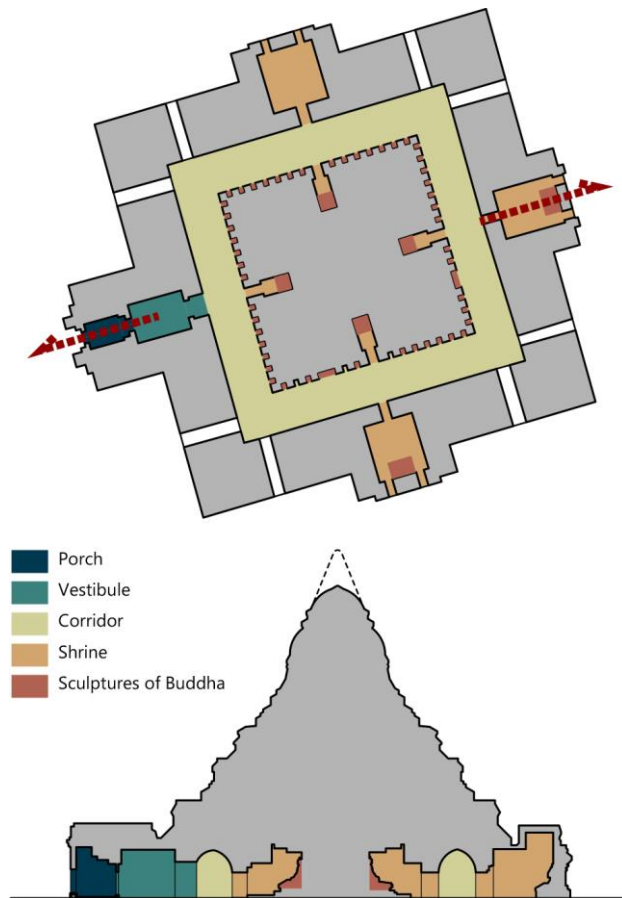 Porch
Vestibule
Corridor
Shrine
Sculptures of Buddha